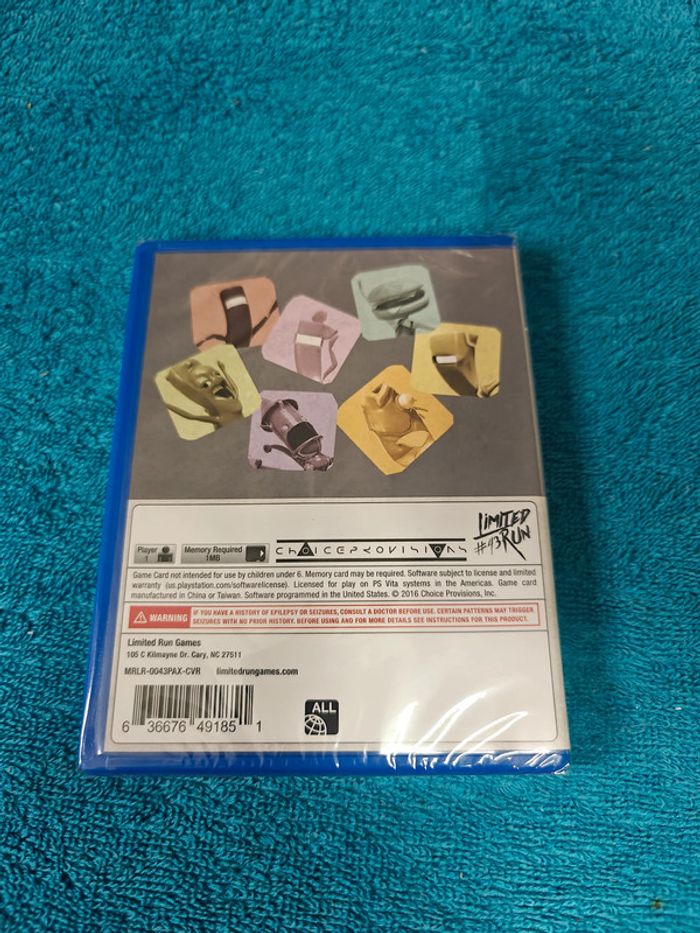 LIMITED
RUN
#43
Player
1
Memory Required
1MB
CHOICEPROVISIONS
Game Card not intended for use by children under 6. Memory card may be required. Software subject to license and limited
warranty (us.playstation.com/softwarelicense). Licensed for play on PS Vita systems in the Americas. Game card
manufactured in China or Taiwan. Software programmed in the United States. © 2016 Choice Provisions, Inc.
WARNING
IF YOU HAVE A HISTORY OF EPILEPSY OR SEIZURES, CONSULT A DOCTOR BEFORE USE. CERTAIN PATTERNS MAY TRIGGER
SEIZURES WITH NO PRIOR HISTORY. BEFORE USING AND FOR MORE DETAILS SEE INSTRUCTIONS FOR THIS PRODUCT.
Limited Run Games
105 C Kilmayne Dr. Cary, NC 27511
MRLR-0043PAX-CVR limitedrungames.com
6 36676 49185 1
ALL